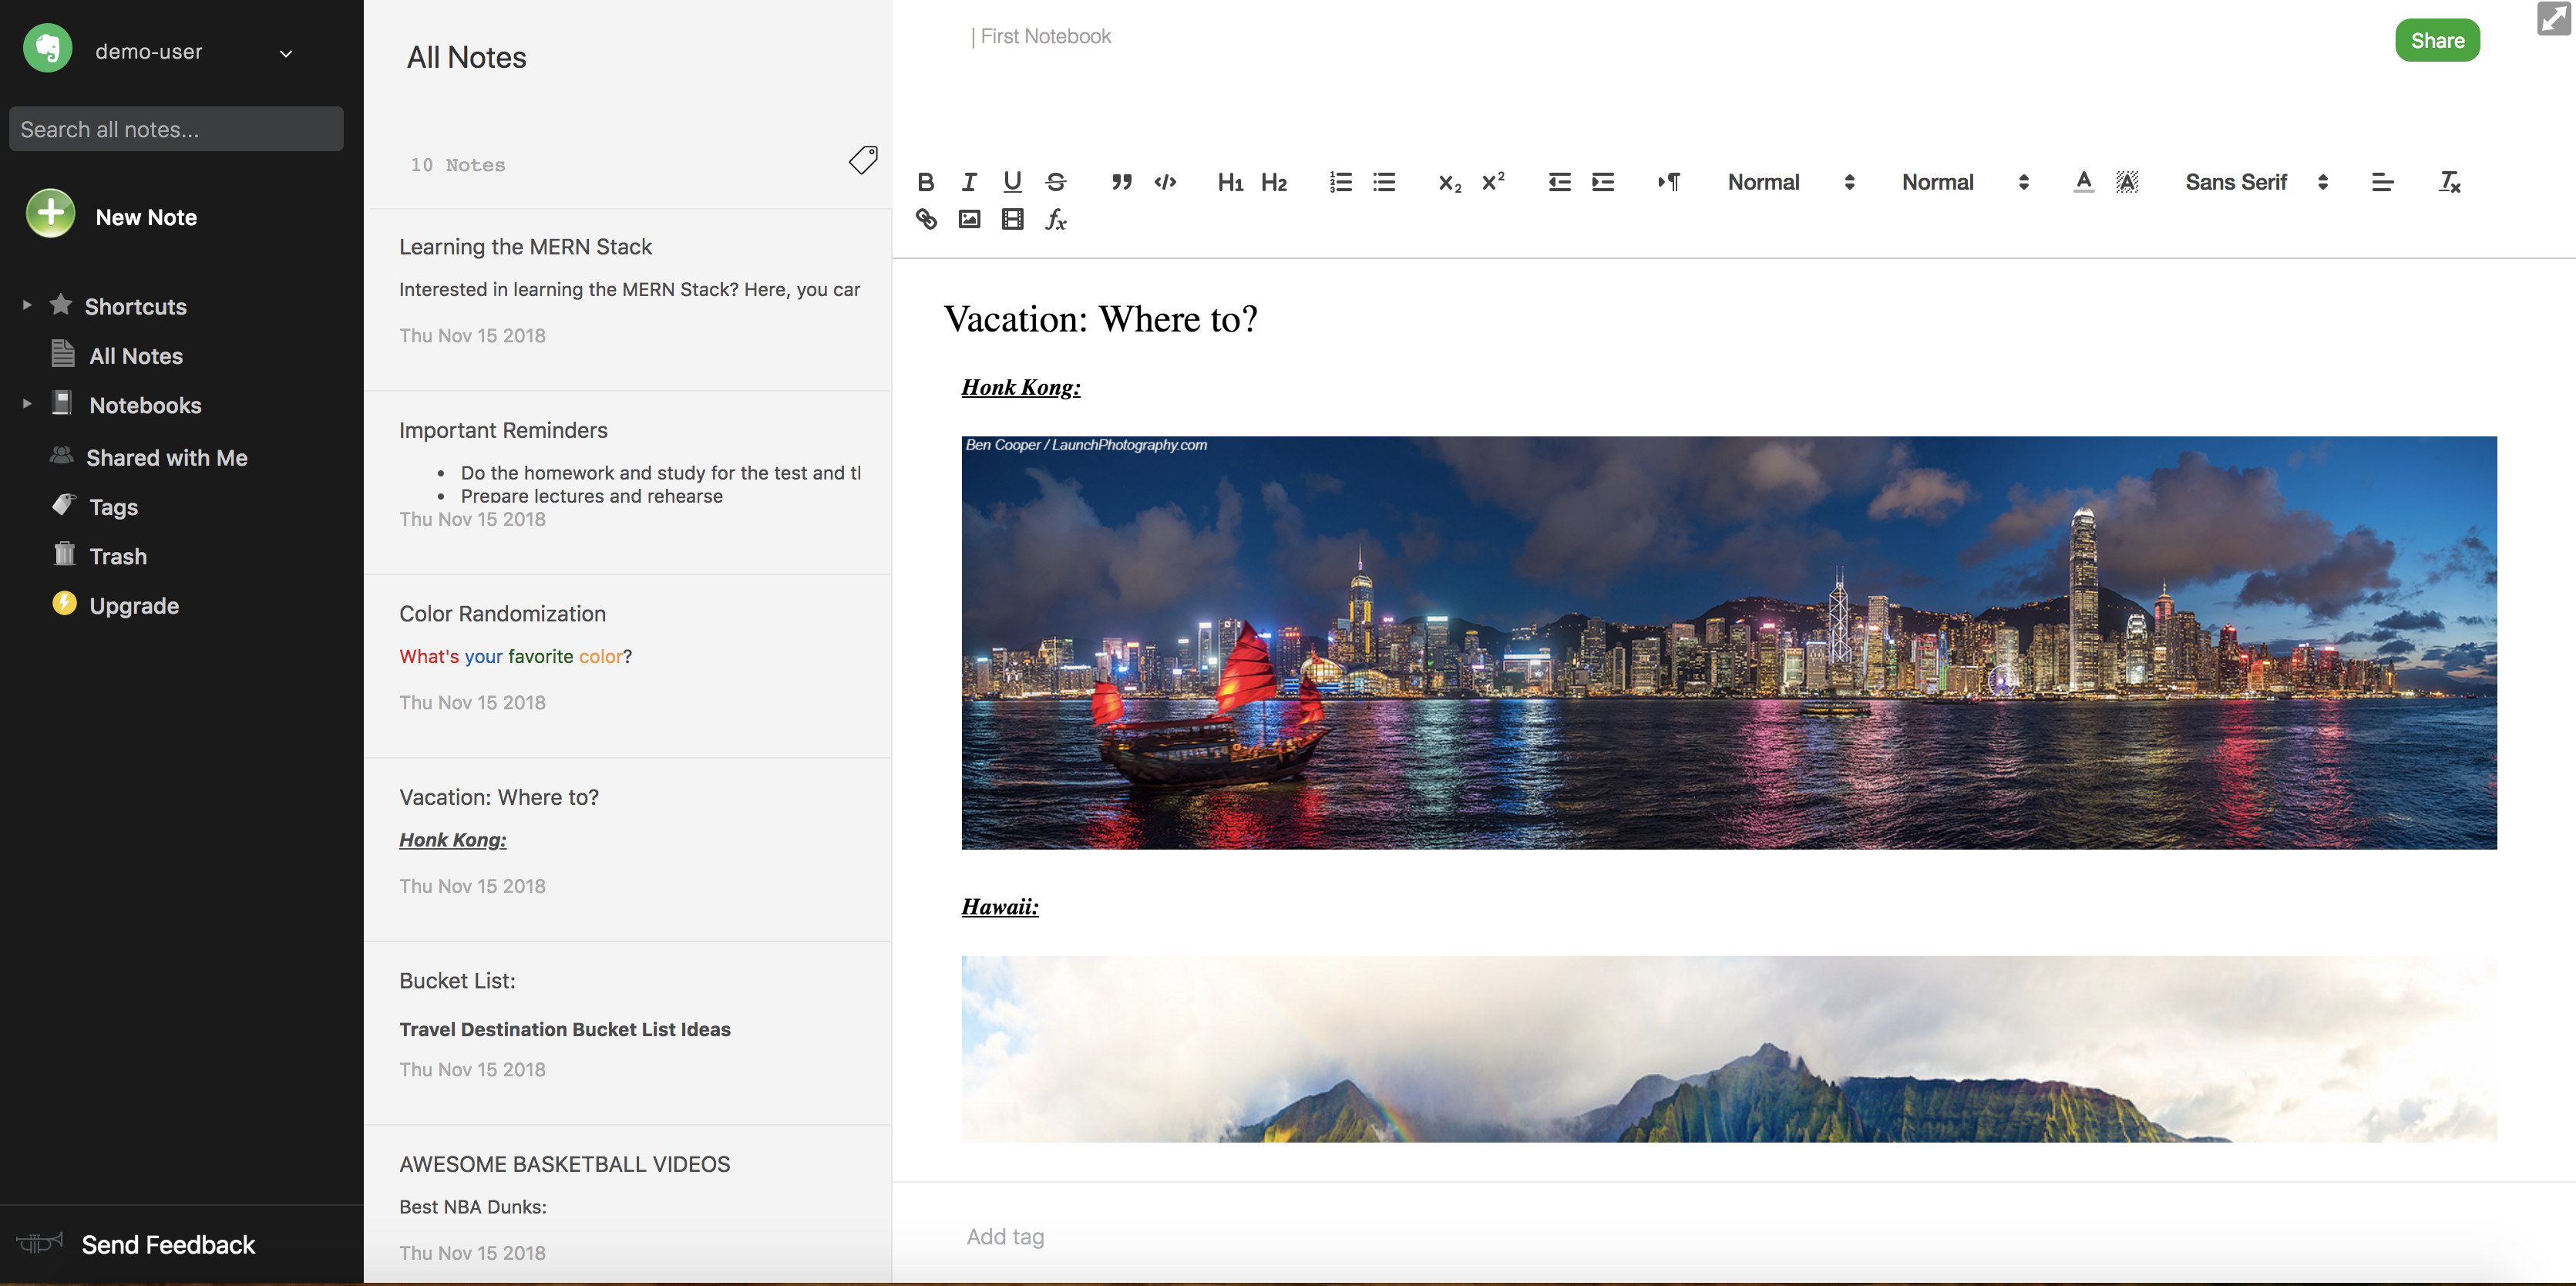 demo-user
Search all notes...
New Note
Shortcuts
All Notes
Notebooks
Shared with Me
Tags
Trash
Upgrade
Send Feedback
All Notes
10 Notes
Learning the MERN Stack
Interested in learning the MERN Stack? Here, you car
Thu Nov 15 2018
Important Reminders
• Do the homework and study for the test and tl
• Prepare lectures and rehearse
Thu Nov 15 2018
Color Randomization
What's your favorite color?
Thu Nov 15 2018
Vacation: Where to?
Honk Kong:
Thu Nov 15 2018
Bucket List:
Travel Destination Bucket List Ideas
Thu Nov 15 2018
AWESOME BASKETBALL VIDEOS
Best NBA Dunks:
Thu Nov 15 2018
| First Notebook
Share
B I U S H1 H2 X2 X² Normal Normal A A Sans Serif Tx
fx
Vacation: Where to?
Honk Kong:
Ben Cooper / LaunchPhotography.com
Hawaii:
Add tag